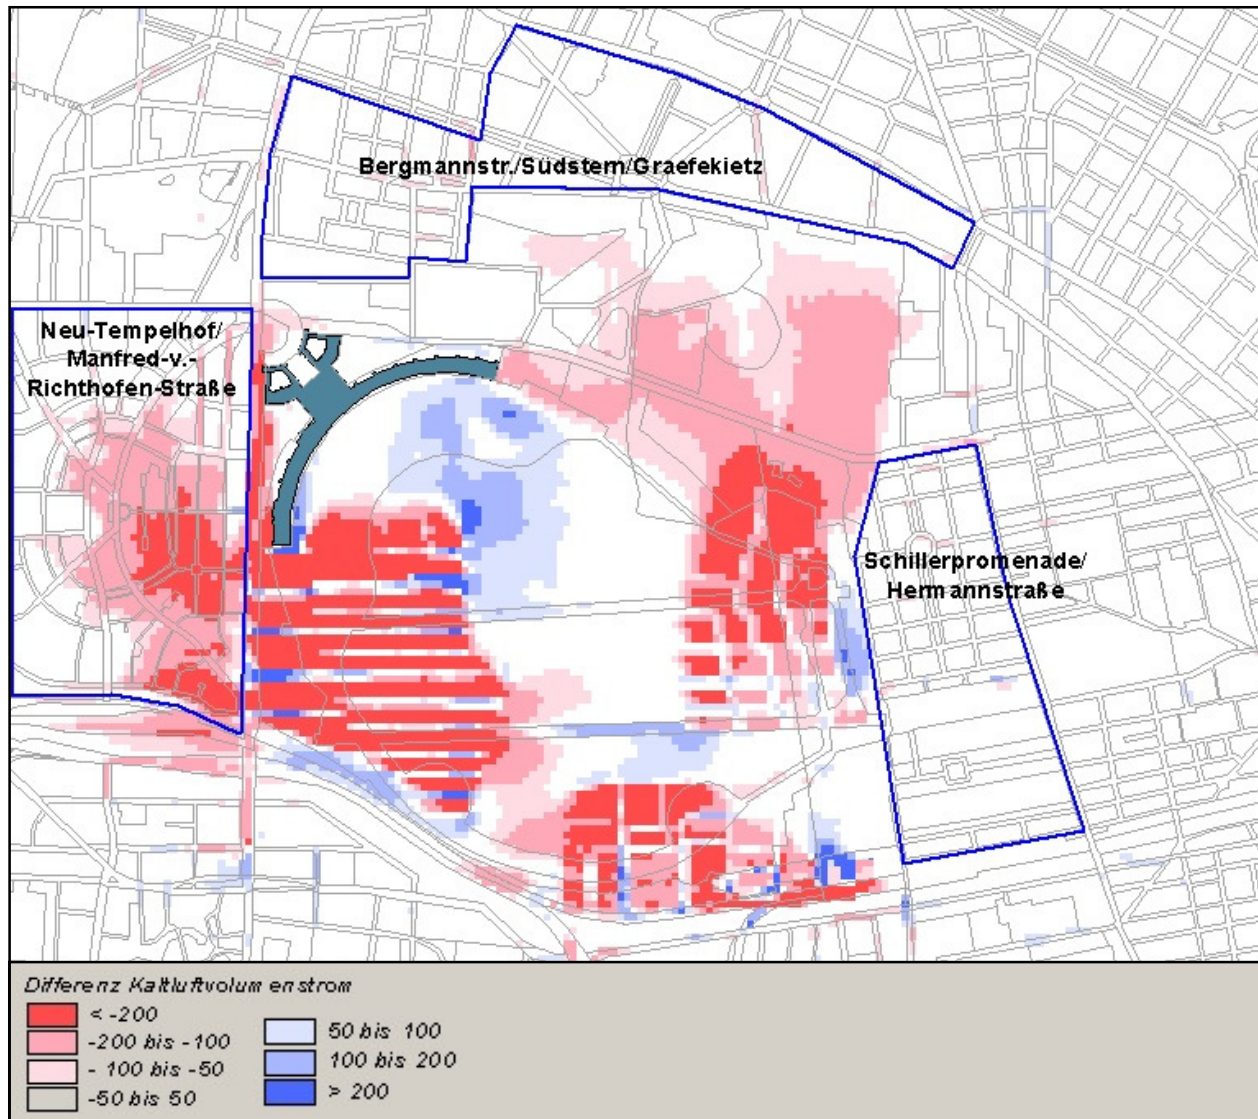 Bergmannstr./Südstern/Graefekietz
Neu-Tempelhof/
Manfred-v.-
Richthofen-Straße
Schillerpromenade/
Hermannstraße
Differenz Kaltluftvolumenstrom
< -200
-200 bis -100
- 100 bis -50
-50 bis 50
50 bis 100
100 bis 200
> 200